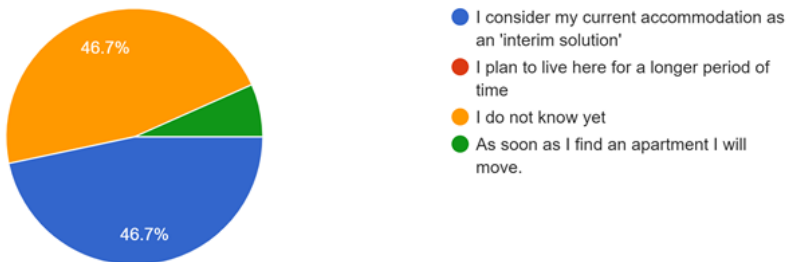 46.7%
46.7%
I consider my current accommodation as
an 'interim solution'
I plan to live here for a longer period of
time
I do not know yet
As soon as I find an apartment I will
move.